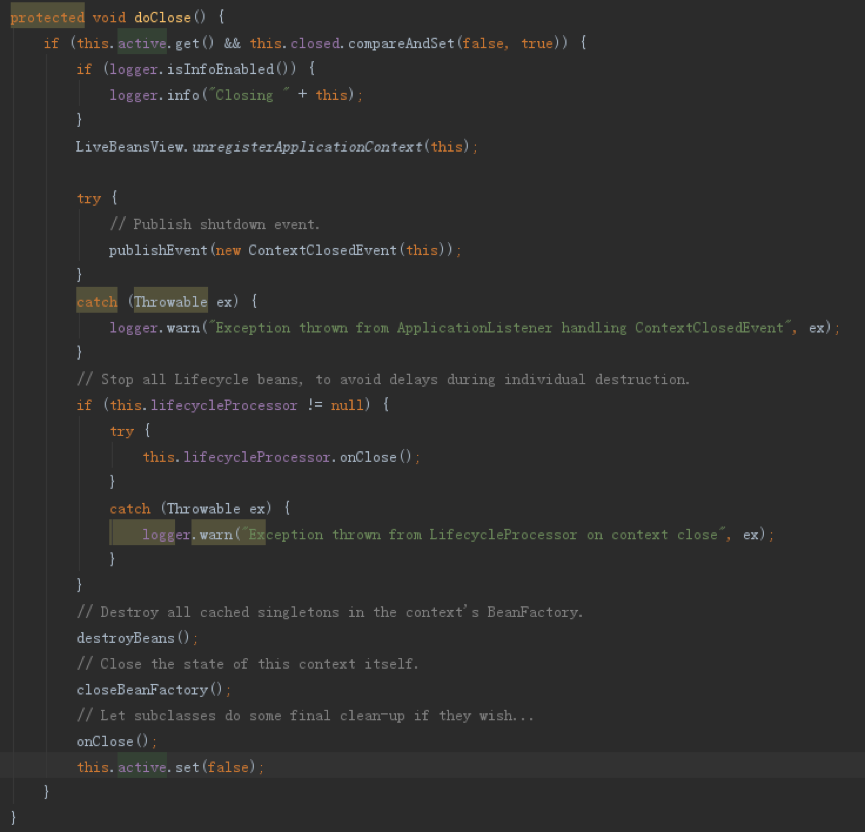 protected void doClose() {
    if (this.active.get() && this.closed.compareAndSet(false, true)) {
        if (logger.isInfoEnabled()) {
            logger.info("Closing " + this);
        }
        LiveBeansView.unregisterApplicationContext(this);

        try {
            // Publish shutdown event.
            publishEvent(new ContextClosedEvent(this));
        }
        catch (Throwable ex) {
            logger.warn("Exception thrown from ApplicationListener handling ContextClosedEvent", ex);
        }
        // Stop all Lifecycle beans, to avoid delays during individual destruction.
        if (this.lifecycleProcessor != null) {
            try {
                this.lifecycleProcessor.onClose();
            }
            catch (Throwable ex) {
                logger.warn("Exception thrown from LifecycleProcessor on context close", ex);
            }
        }
        // Destroy all cached singletons in the context's BeanFactory.
        destroyBeans();
        // Close the state of this context itself.
        closeBeanFactory();
        // Let subclasses do some final clean-up if they wish...
        onClose();
        this.active.set(false);
    }
}